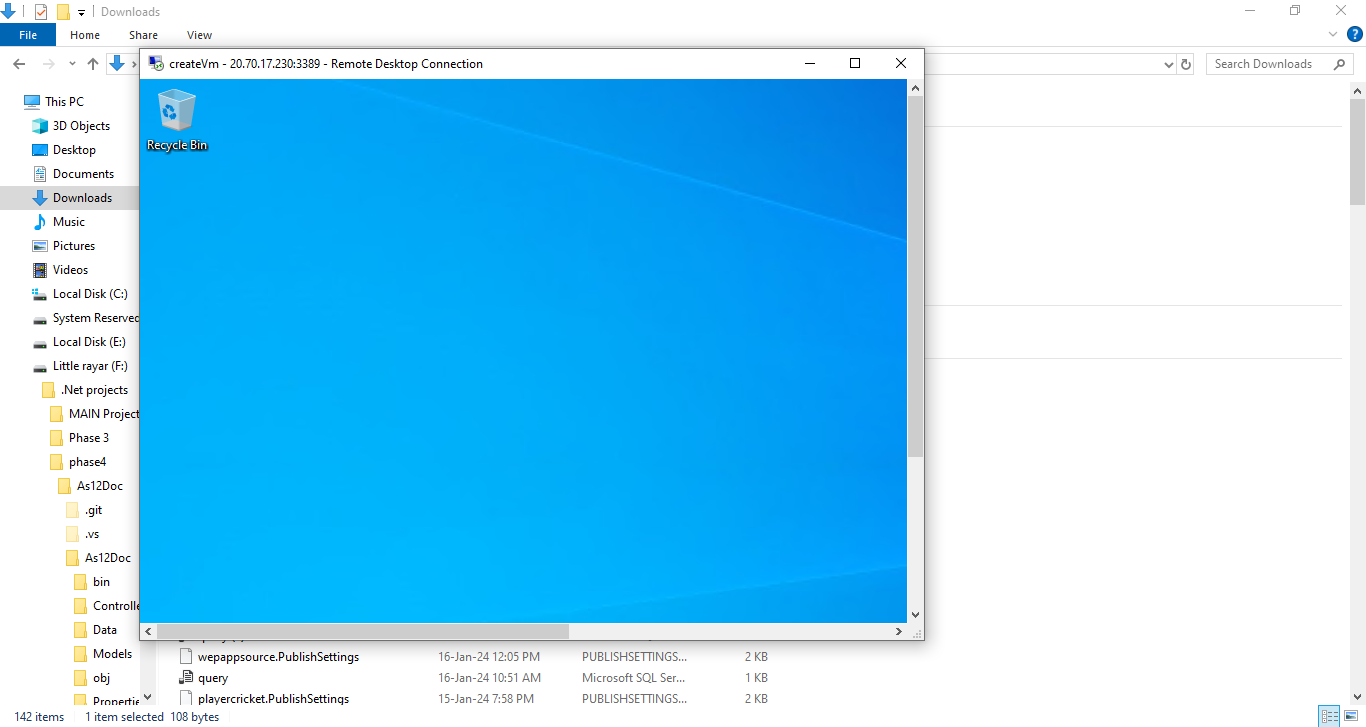 Downloads
File Home Share View
createVm - 20.70.17.230:3389 - Remote Desktop Connection
Search Downloads
Recycle Bin
This PC
3D Objects
Desktop
Documents
Downloads
Music
Pictures
Videos
Local Disk (C:)
System Reserved
Local Disk (E:)
Little rayar (F:)
.Net projects
MAIN Project
Phase 3
phase4
As12Doc
.git
.vs
As12Doc
bin
Controlle
Data
Models
obj
Propertie
wepappsource.PublishSettings 16-Jan-24 12:05 PM PUBLISHSETTINGS... 2 KB
query 16-Jan-24 10:51 AM Microsoft SQL Ser... 1 KB
playercricket.PublishSettings 15-Jan-24 7:58 PM PUBLISHSETTINGS... 2 KB
142 items 1 item selected 108 bytes